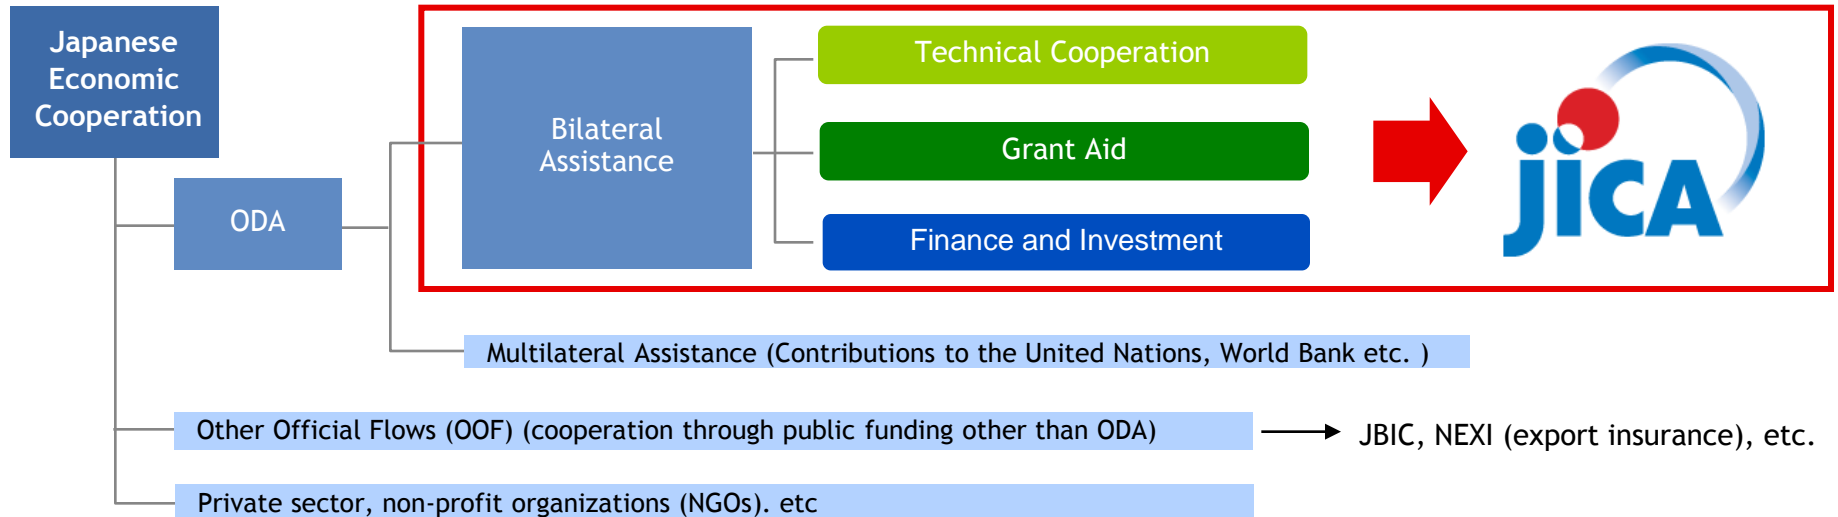 Japanese
Economic
Cooperation
ODA
Bilateral
Assistance
Technical Cooperation
Grant Aid
Finance and Investment
jICA
Multilateral Assistance (Contributions to the United Nations, World Bank etc. )
Other Official Flows (OOF) (cooperation through public funding other than ODA)
JBIC, NEXI (export insurance), etc.
Private sector, non-profit organizations (NGOs). etc